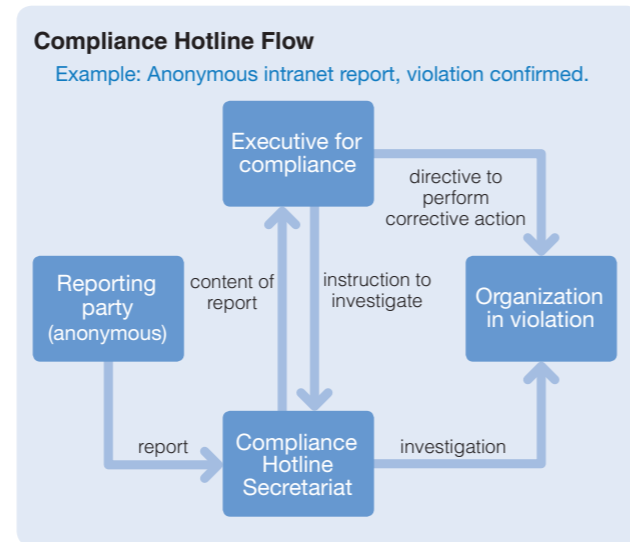 Compliance Hotline Flow
Example: Anonymous intranet report, violation confirmed.
Executive for
compliance
directive to
perform
corrective action
Reporting
party
(anonymous)
content of
report
instruction to
investigate
Organization
in violation
report
Compliance
Hotline
Secretariat
investigation